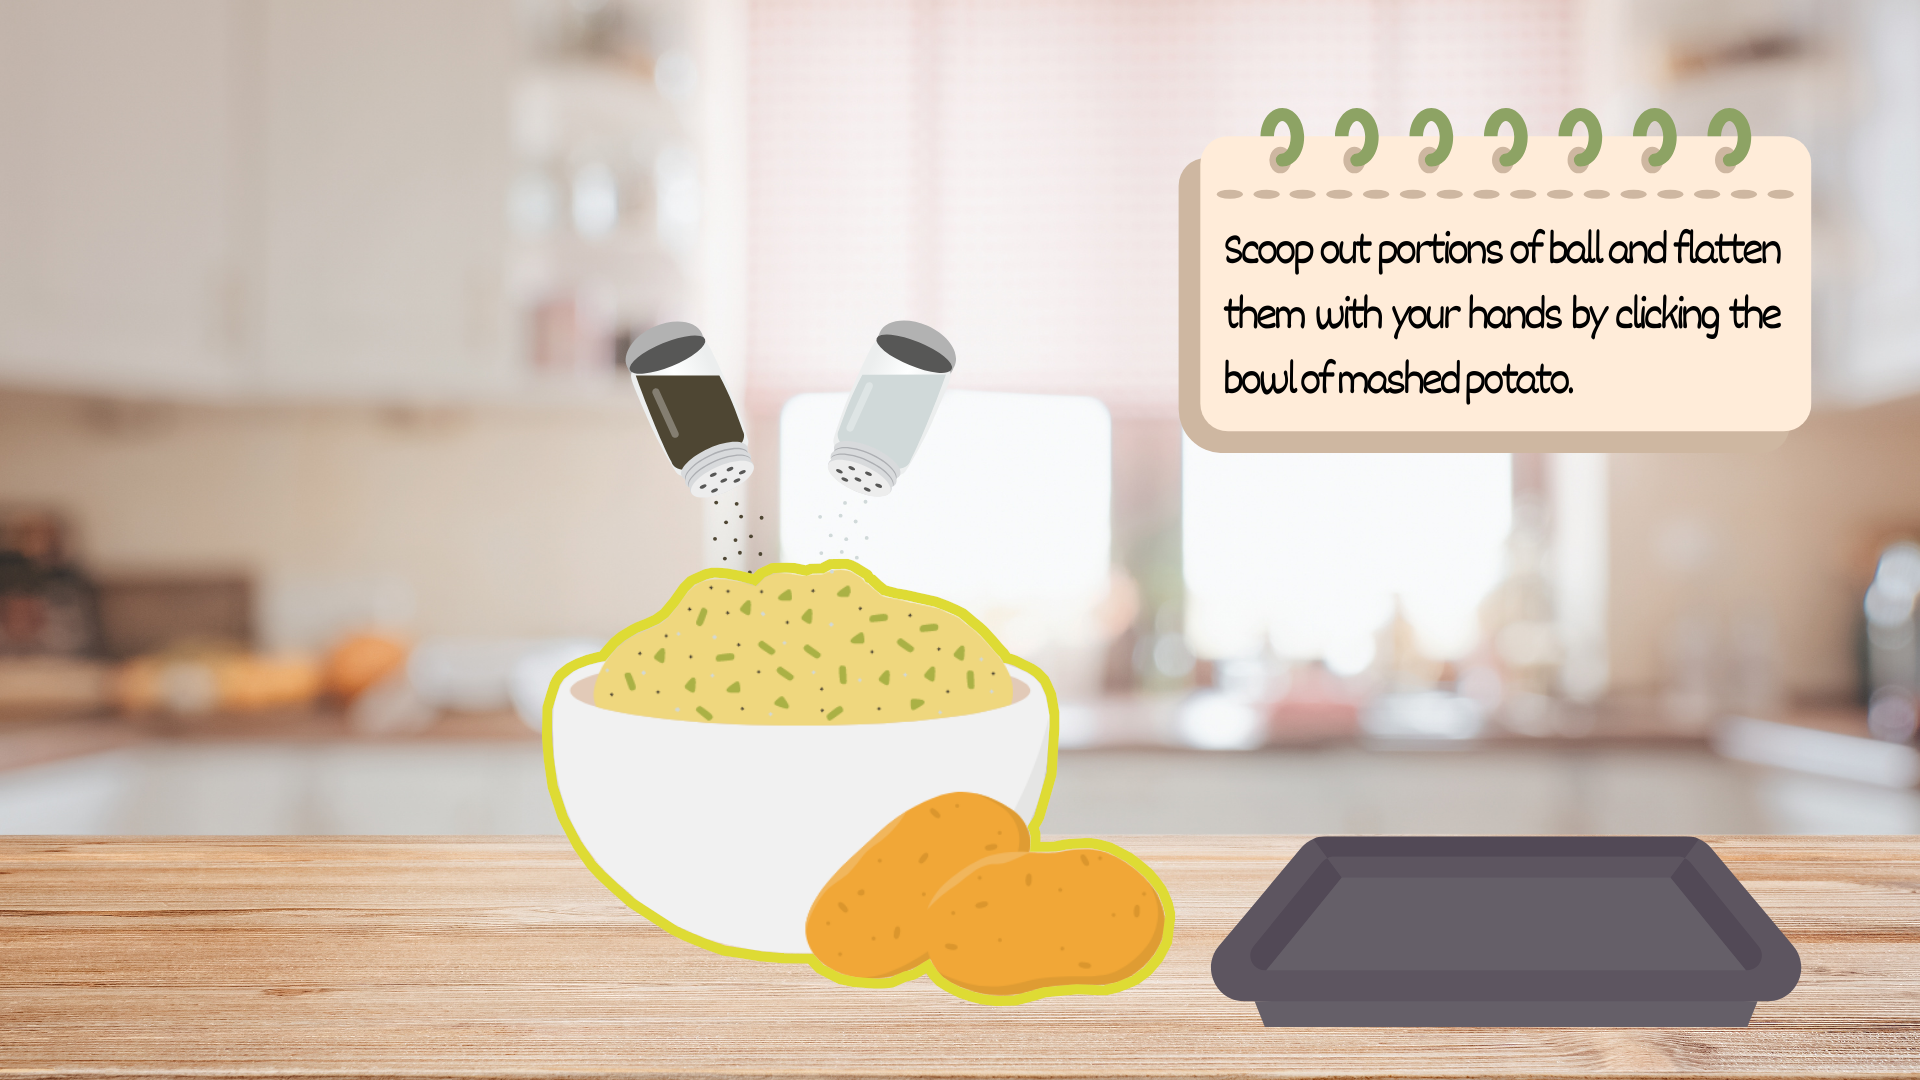 Scoop out portions of ball and flatten
them with your hands by clicking the
bowl of mashed potato.